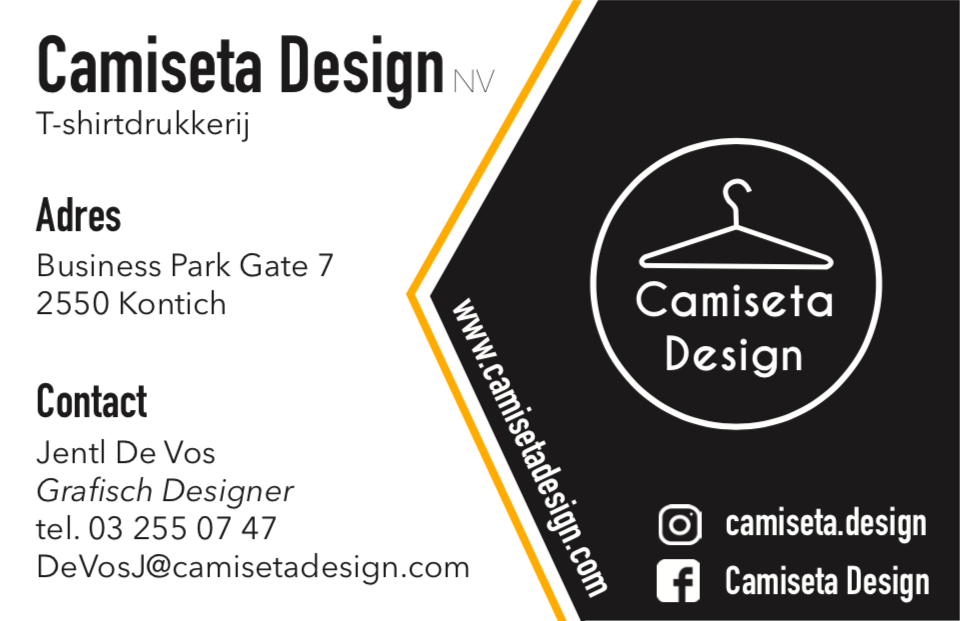 Camiseta Design NV
T-shirtdrukkerij
Adres
Business Park Gate 7
2550 Kontich
Contact
Jentl De Vos
Grafisch Designer
tel. 03 255 07 47
DeVosJ@camisetadesign.com
www.camisetadesign.com
Camiseta
Design
camiseta.design
Camiseta Design